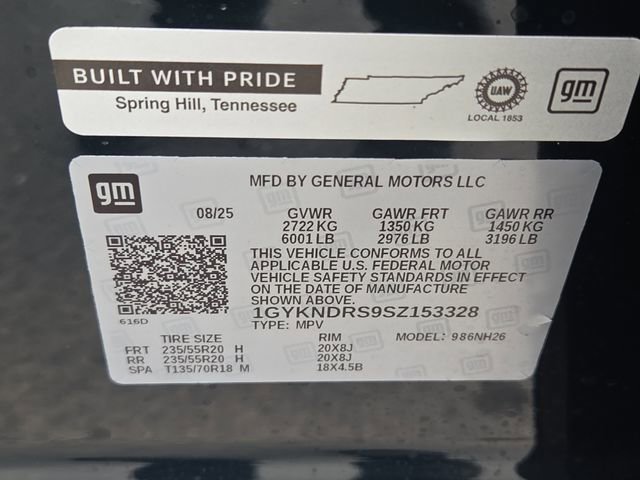 BUILT WITH PRIDE
Spring Hill, Tennessee
UAW
LOCAL 1853
gm
gm
MFD BY GENERAL MOTORS LLC
08/25 GVWR GAWR FRT GAWR RR
2722 KG 1350 KG 1450 KG
6001 LB 2976 LB 3196 LB
THIS VEHICLE CONFORMS TO ALL
APPLICABLE U.S. FEDERAL MOTOR
VEHICLE SAFETY STANDARDS IN EFFECT
ON THE DATE OF MANUFACTURE
SHOWN ABOVE.
616D
1GYKNDRS9SZ153328
TYPE: MPV MODEL: 986NH26
TIRE SIZE RIM
FRT 235/55R20 H 20X8J
RR 235/55R20 H 20X8J
SPA T135/70R18 M 18X4.5B